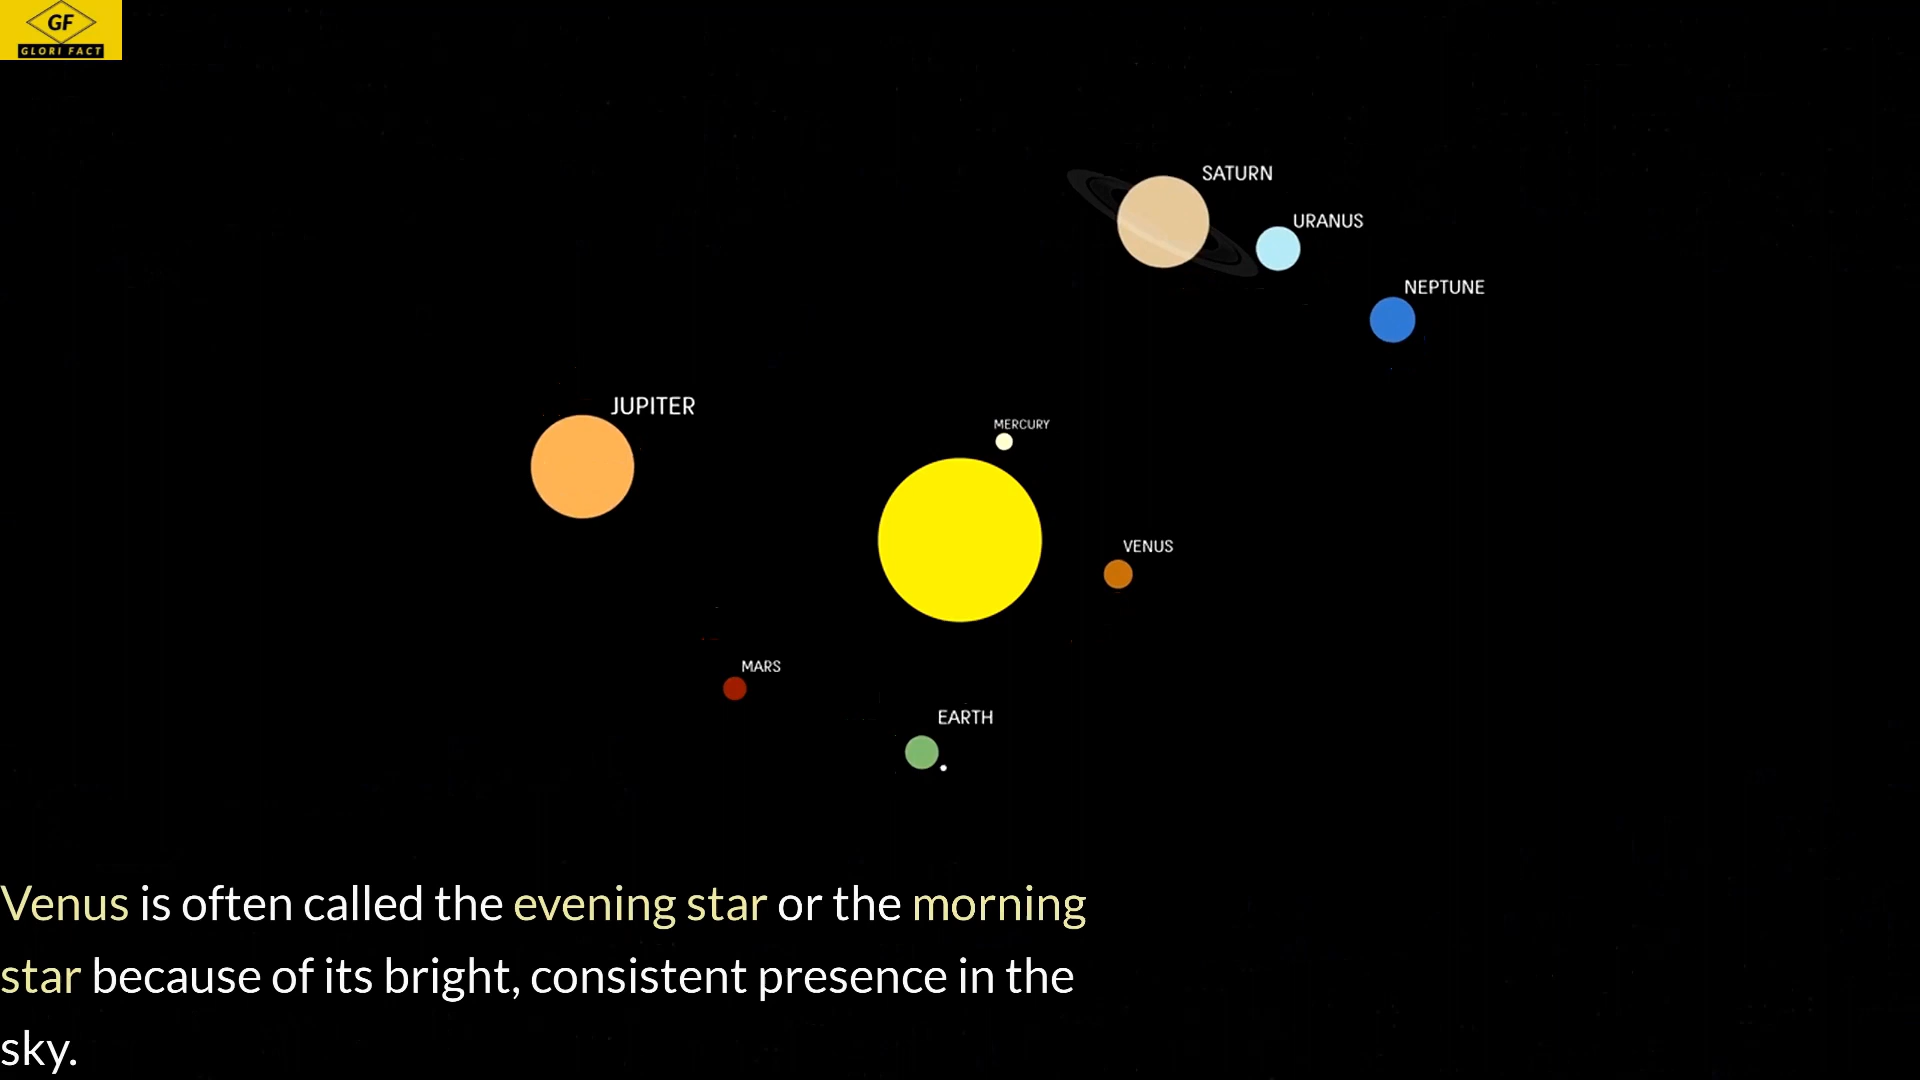 GF
GLORI FACT
SATURN
URANUS
NEPTUNE
JUPITER
MERCURY
VENUS
MARS
EARTH
Venus is often called the evening star or the morning
star because of its bright, consistent presence in the
sky.